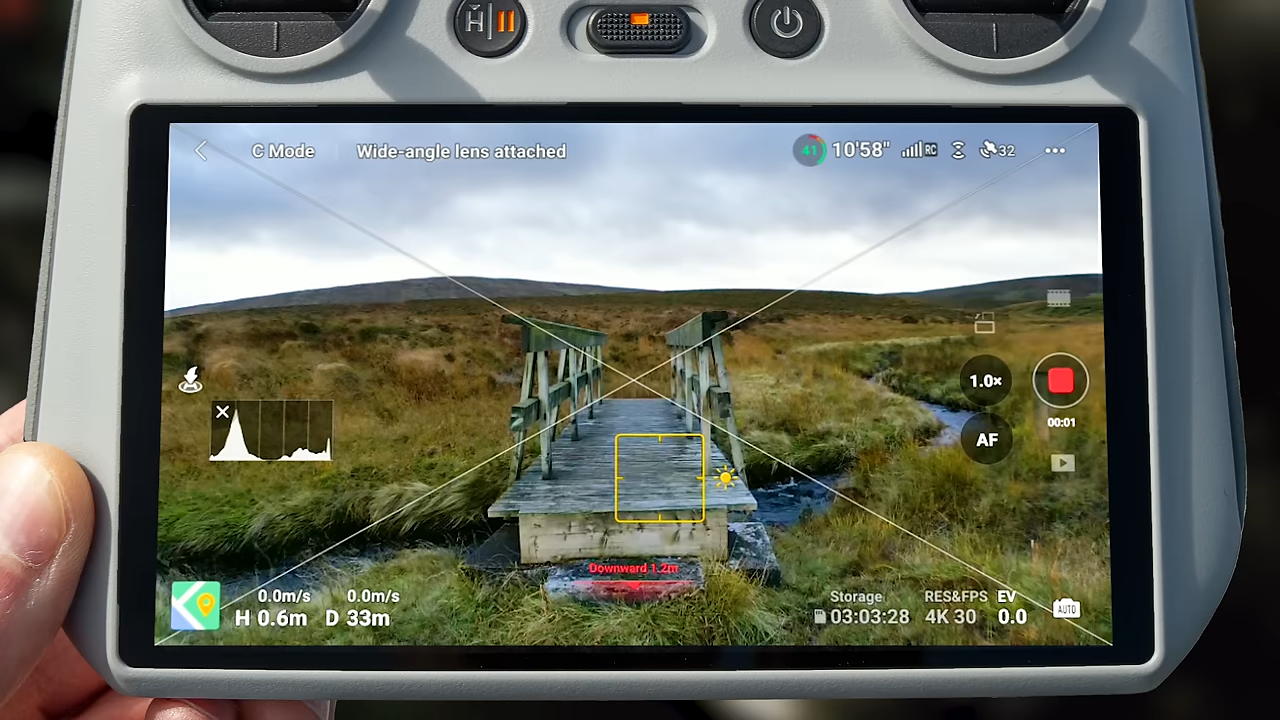 H
C Mode Wide-angle lens attached 41 10'58" RC 32
1.0×
AF
00:01
Downward 1.2m
0.0m/s 0.0m/s
H 0.6m D 33m
Storage RES&FPS EV
03:03:28 4K 30 0.0
AUTO